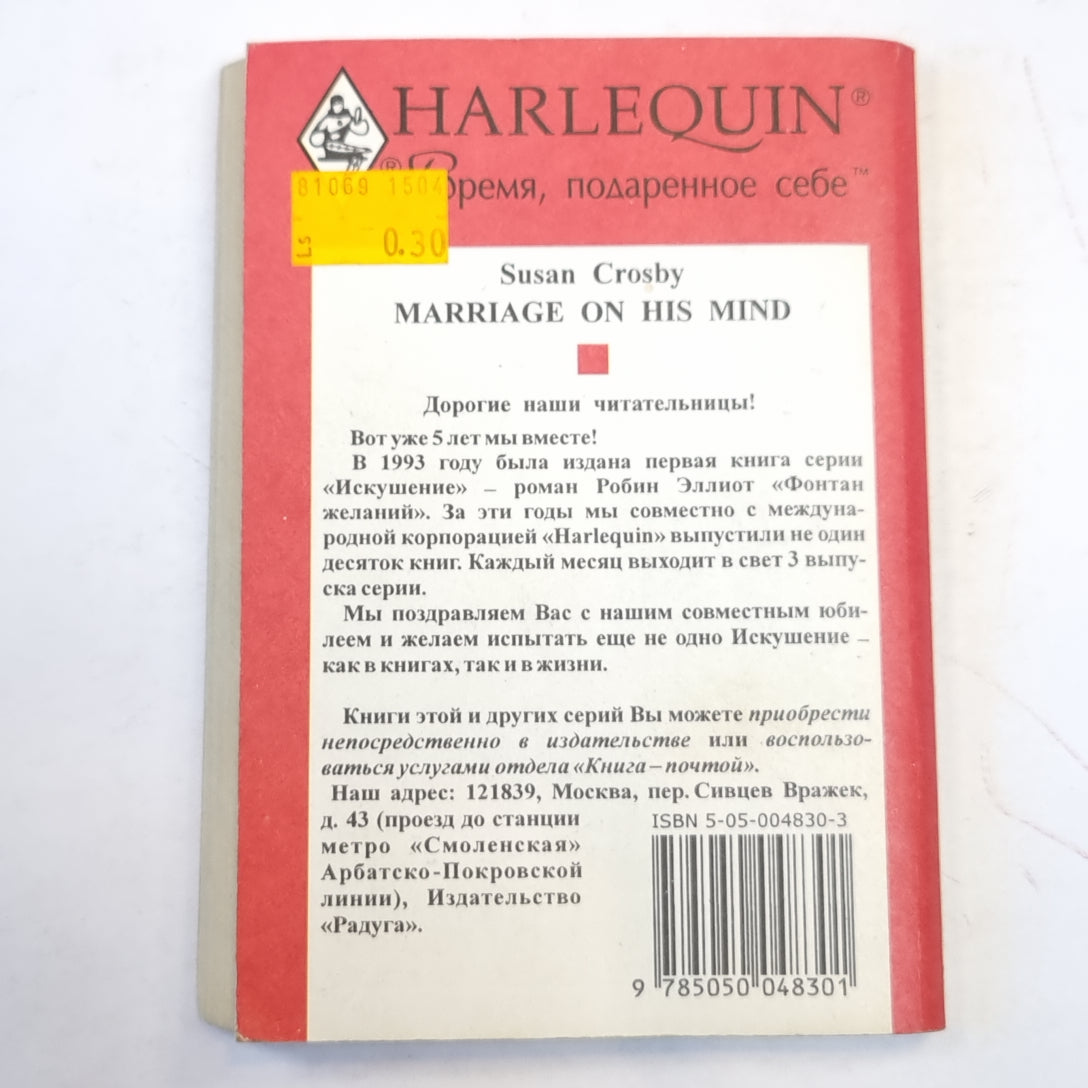 HARLEQUIN®
® Время, подаренное себе™
81069 1504
LS 0.30
Susan Crosby
MARRIAGE ON HIS MIND
Дорогие наши читательницы!
Вот уже 5 лет мы вместе!
В 1993 году была издана первая книга серии
«Искушение» – роман Робин Эллиот «Фонтан
желаний». За эти годы мы совместно с междуна-
родной корпорацией «Harlequin» выпустили не один
десяток книг. Каждый месяц выходит в свет 3 выпу-
ска серии.
Мы поздравляем Вас с нашим совместным юби-
леем и желаем испытать еще не одно Искушение –
как в книгах, так и в жизни.
Книги этой и других серий Вы можете приобрести
непосредственно в издательстве или воспользо-
ваться услугами отдела «Книга – почтой».
Наш адрес: 121839, Москва, пер. Сивцев Вражек,
д. 43 (проезд до станции
метро «Смоленская»
Арбатско-Покровской
линии), Издательство
«Радуга».
ISBN 5-05-004830-3
9 785050 048301